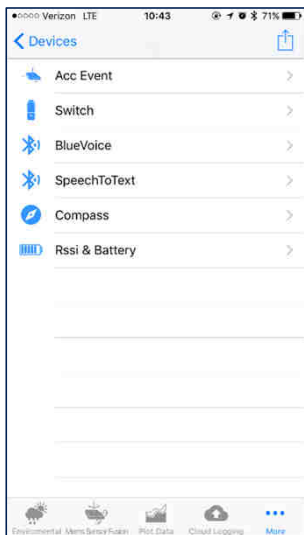 Verizon LTE 10:43 71%
Devices
Acc Event
Switch
BlueVoice
SpeechToText
Compass
Rssi & Battery
Enviromental Mems Sensor Fusion Plot Data Cloud Logging More